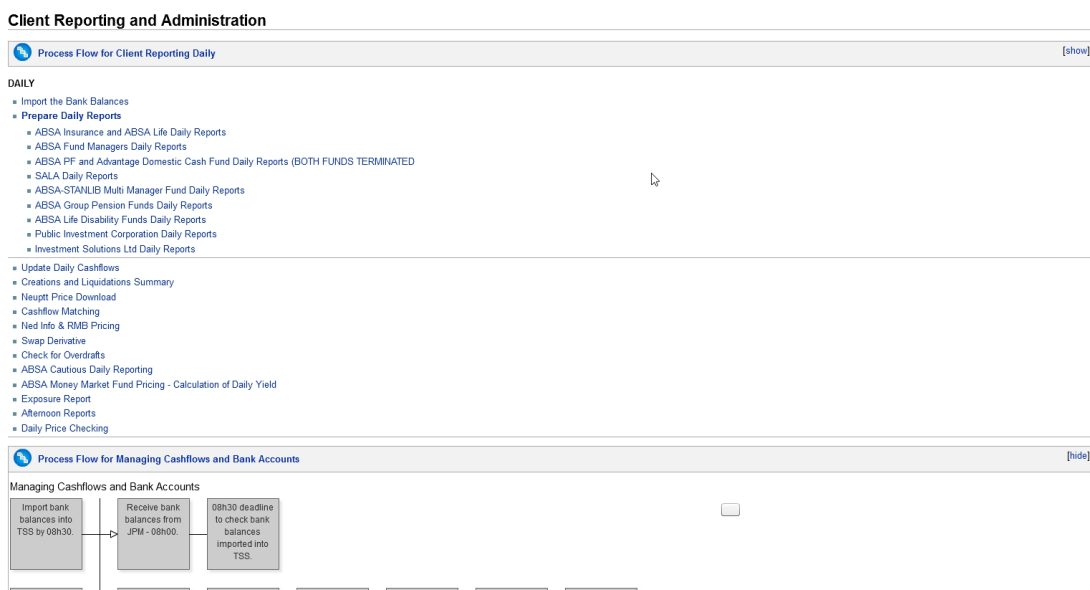 Client Reporting and Administration
Process Flow for Client Reporting Daily
[show]
DAILY
Import the Bank Balances
Prepare Daily Reports
ABSA Insurance and ABSA Life Daily Reports
ABSA Fund Managers Daily Reports
ABSA PF and Advantage Domestic Cash Fund Daily Reports (BOTH FUNDS TERMINATED
SALA Daily Reports
ABSA-STANLIB Multi Manager Fund Daily Reports
ABSA Group Pension Funds Daily Reports
ABSA Life Disability Funds Daily Reports
Public Investment Corporation Daily Reports
Investment Solutions Ltd Daily Reports
Update Daily Cashflows
Creations and Liquidations Summary
Neuptt Price Download
Cashflow Matching
Ned Info & RMB Pricing
Swap Derivative
Check for Overdrafts
ABSA Cautious Daily Reporting
ABSA Money Market Fund Pricing - Calculation of Daily Yield
Exposure Report
Afternoon Reports
Daily Price Checking
Process Flow for Managing Cashflows and Bank Accounts
[hide]
Managing Cashflows and Bank Accounts
Import bank
balances into
TSS by 08h30.
Receive bank
balances from
JPM - 08h00.
08h30 deadline
to check bank
balances
imported into
TSS.